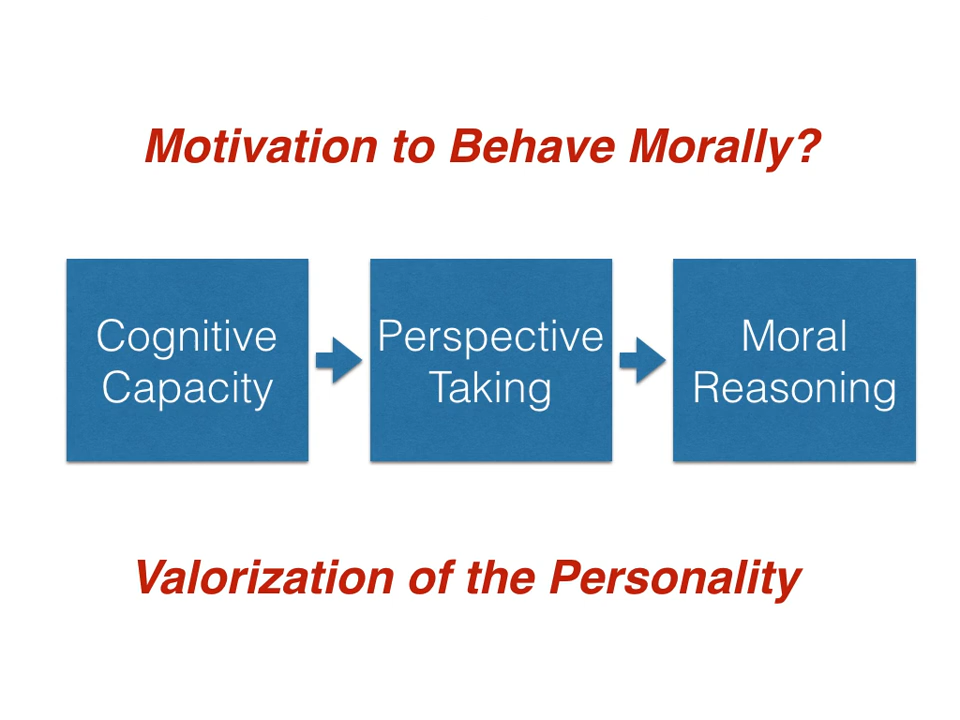 Motivation to Behave Morally?
Cognitive
Capacity
Perspective
Taking
Moral
Reasoning
Valorization of the Personality